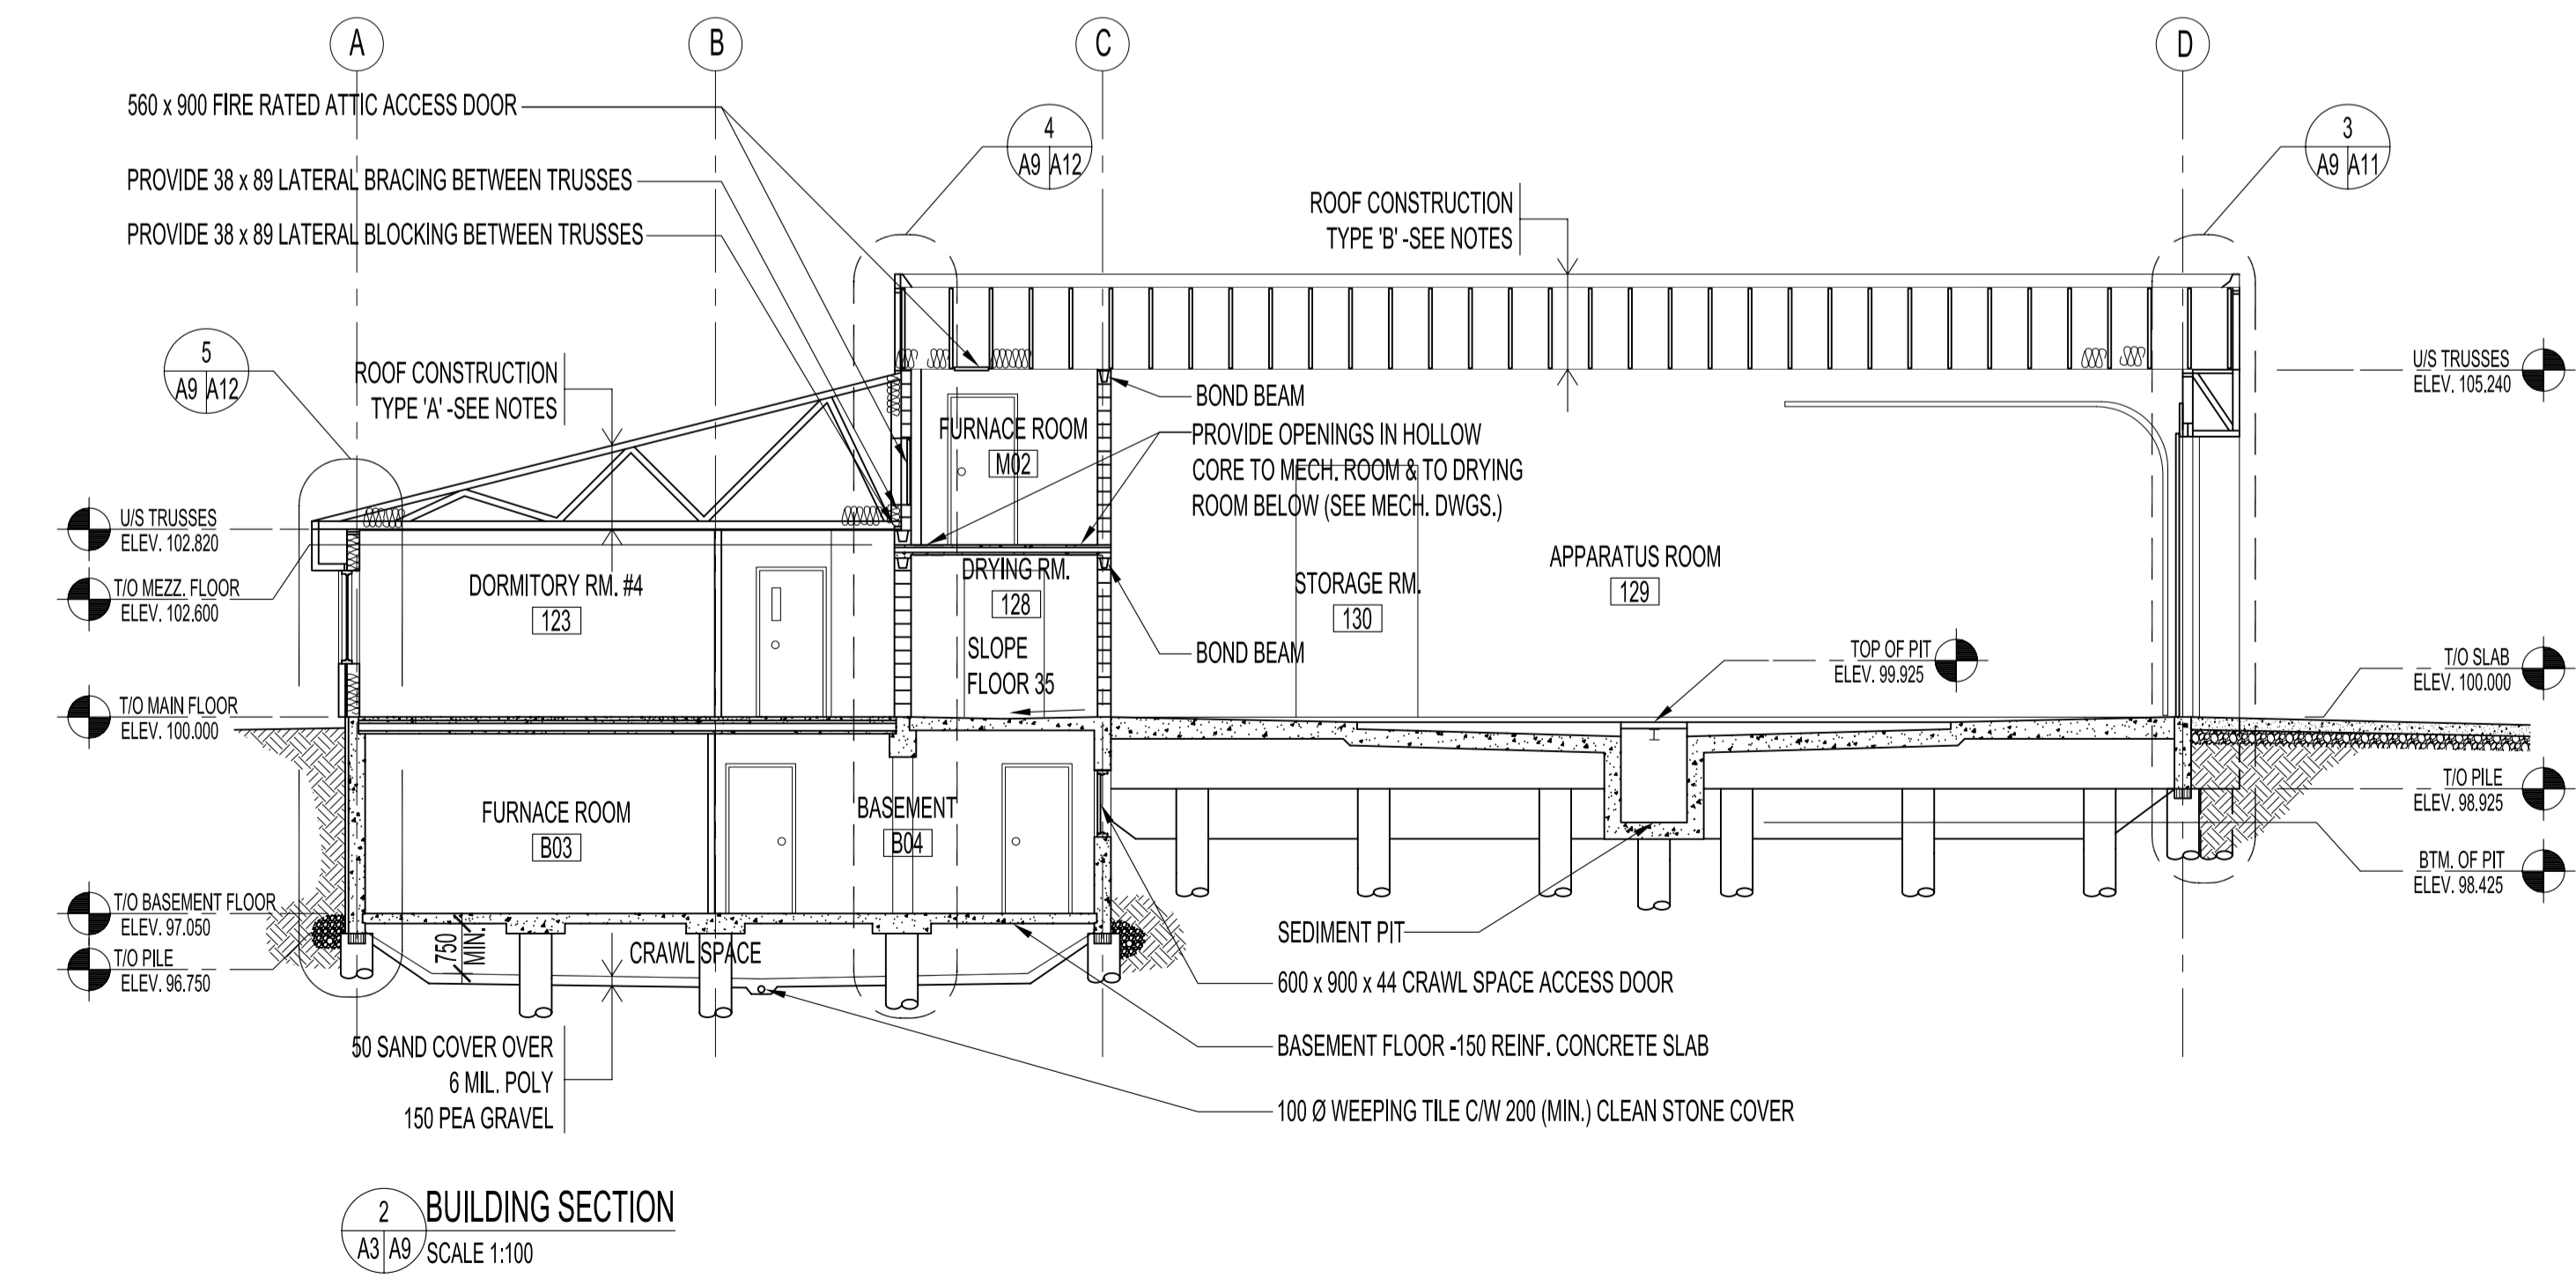 A
B
C
D
560 x 900 FIRE RATED ATTIC ACCESS DOOR
PROVIDE 38 x 89 LATERAL BRACING BETWEEN TRUSSES
PROVIDE 38 x 89 LATERAL BLOCKING BETWEEN TRUSSES
4
A9 A12
3
A9 A11
ROOF CONSTRUCTION
TYPE 'B' -SEE NOTES
5
A9 A12
ROOF CONSTRUCTION
TYPE 'A' -SEE NOTES
U/S TRUSSES
ELEV. 105.240
BOND BEAM
FURNACE ROOM
M02
PROVIDE OPENINGS IN HOLLOW
CORE TO MECH. ROOM & TO DRYING
ROOM BELOW (SEE MECH. DWGS.)
U/S TRUSSES
ELEV. 102.820
T/O MEZZ. FLOOR
ELEV. 102.600
DORMITORY RM. #4
123
DRYING RM.
128
STORAGE RM.
130
APPARATUS ROOM
129
SLOPE
FLOOR 35
BOND BEAM
TOP OF PIT
ELEV. 99.925
T/O SLAB
ELEV. 100.000
T/O MAIN FLOOR
ELEV. 100.000
T/O PILE
ELEV. 98.925
FURNACE ROOM
B03
BASEMENT
B04
BTM. OF PIT
ELEV. 98.425
T/O BASEMENT FLOOR
ELEV. 97.050
T/O PILE
ELEV. 96.750
750
MIN.
CRAWL SPACE
SEDIMENT PIT
600 x 900 x 44 CRAWL SPACE ACCESS DOOR
BASEMENT FLOOR -150 REINF. CONCRETE SLAB
100 Ø WEEPING TILE C/W 200 (MIN.) CLEAN STONE COVER
50 SAND COVER OVER
6 MIL. POLY
150 PEA GRAVEL
2
A3 A9
BUILDING SECTION
SCALE 1:100